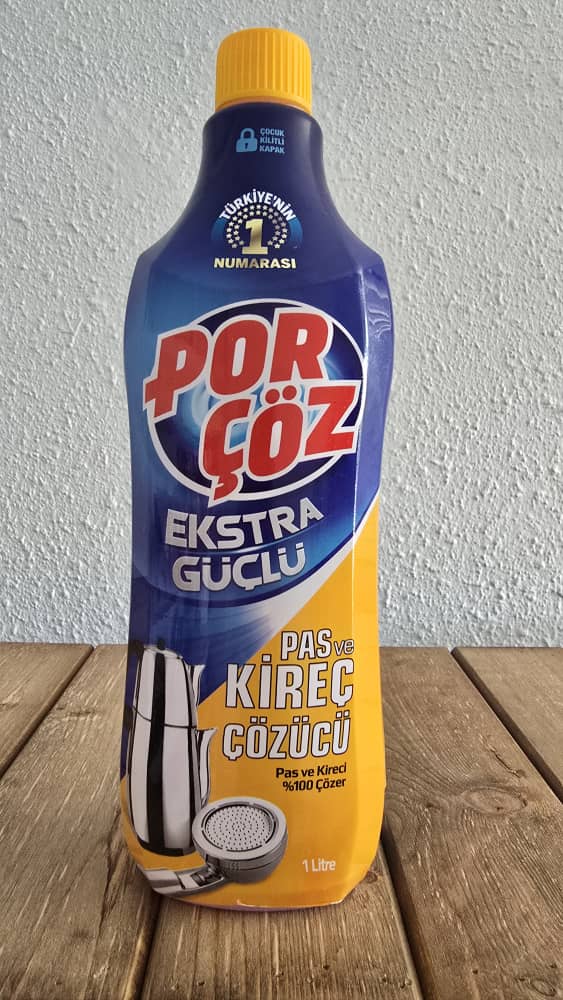 ÇOCUK
KİLİTLİ
KAPAK
TÜRKİYE'NİN
1
NUMARASI
POR
ÇÖZ
EKSTRA
GÜÇLÜ
PAS ve
KİREÇ
ÇÖZÜCÜ
Pas ve Kireci
%100 Çözer
1 Litre